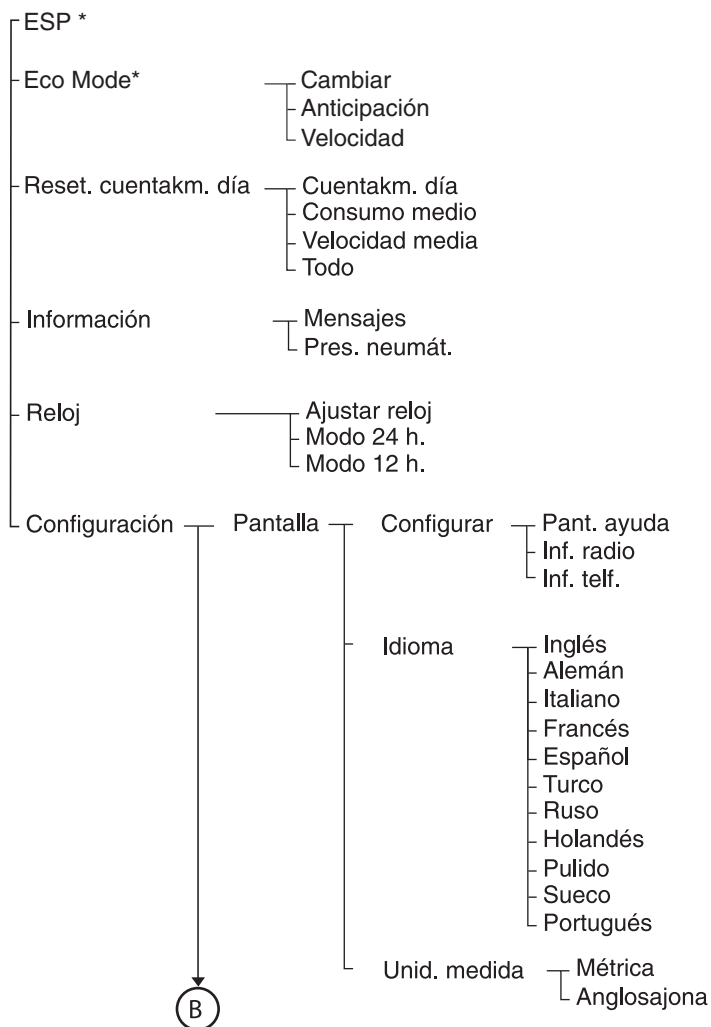 ESP *
Eco Mode*
Cambiar
Anticipación
Velocidad
Reset. cuentakm. día
Cuentakm. día
Consumo medio
Velocidad media
Todo
Información
Mensajes
Pres. neumát.
Reloj
Ajustar reloj
Modo 24 h.
Modo 12 h.
Configuración
Pantalla
Configurar
Pant. ayuda
Inf. radio
Inf. telf.
Idioma
Inglés
Alemán
Italiano
Francés
Español
Turco
Ruso
Holandés
Pulido
Sueco
Portugués
Unid. medida
Métrica
Anglosajona
B